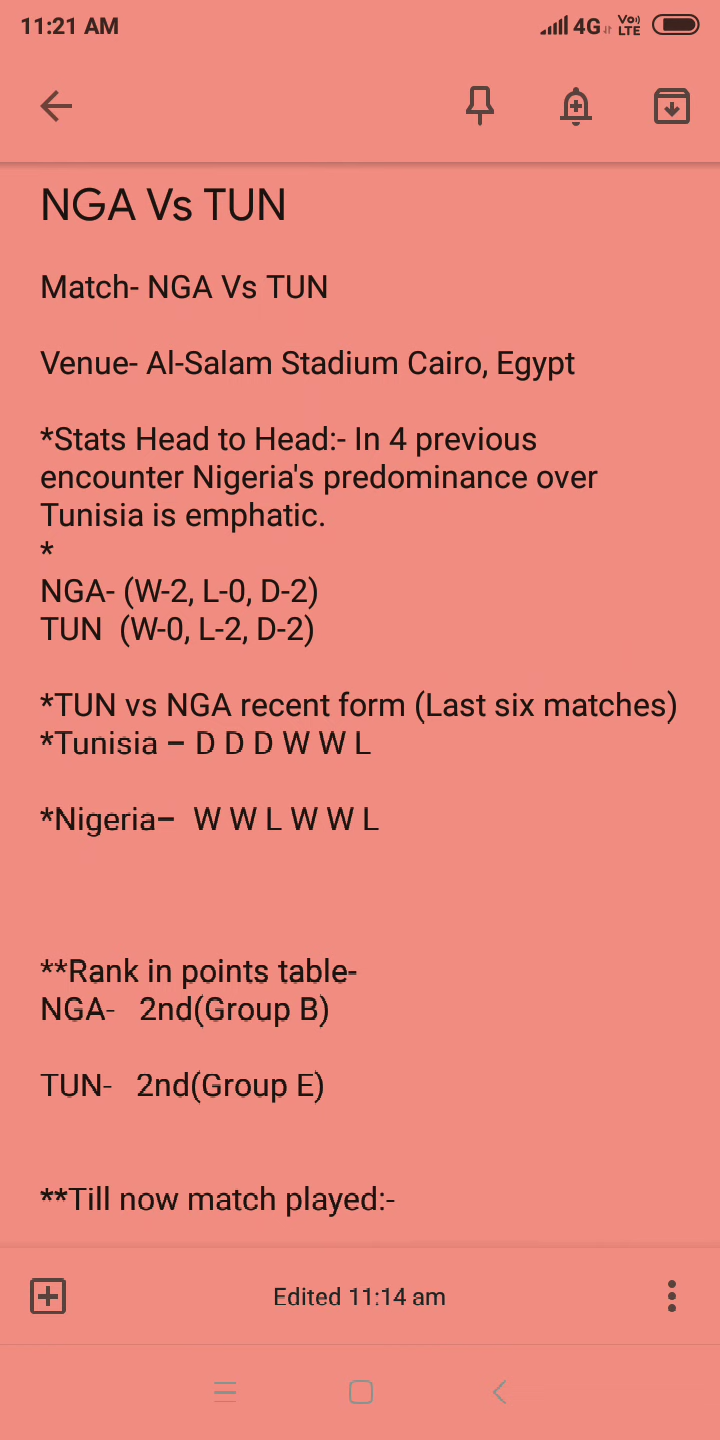 11:21 AM 4G Vo)) LTE
NGA Vs TUN
Match- NGA Vs TUN
Venue- Al-Salam Stadium Cairo, Egypt
*Stats Head to Head:- In 4 previous
encounter Nigeria's predominance over
Tunisia is emphatic.
*
NGA- (W-2, L-0, D-2)
TUN  (W-0, L-2, D-2)
*TUN vs NGA recent form (Last six matches)
*Tunisia – D D D W W L
*Nigeria–  W W L W W L
**Rank in points table-
NGA-   2nd(Group B)
TUN-   2nd(Group E)
**Till now match played:-
Edited 11:14 am